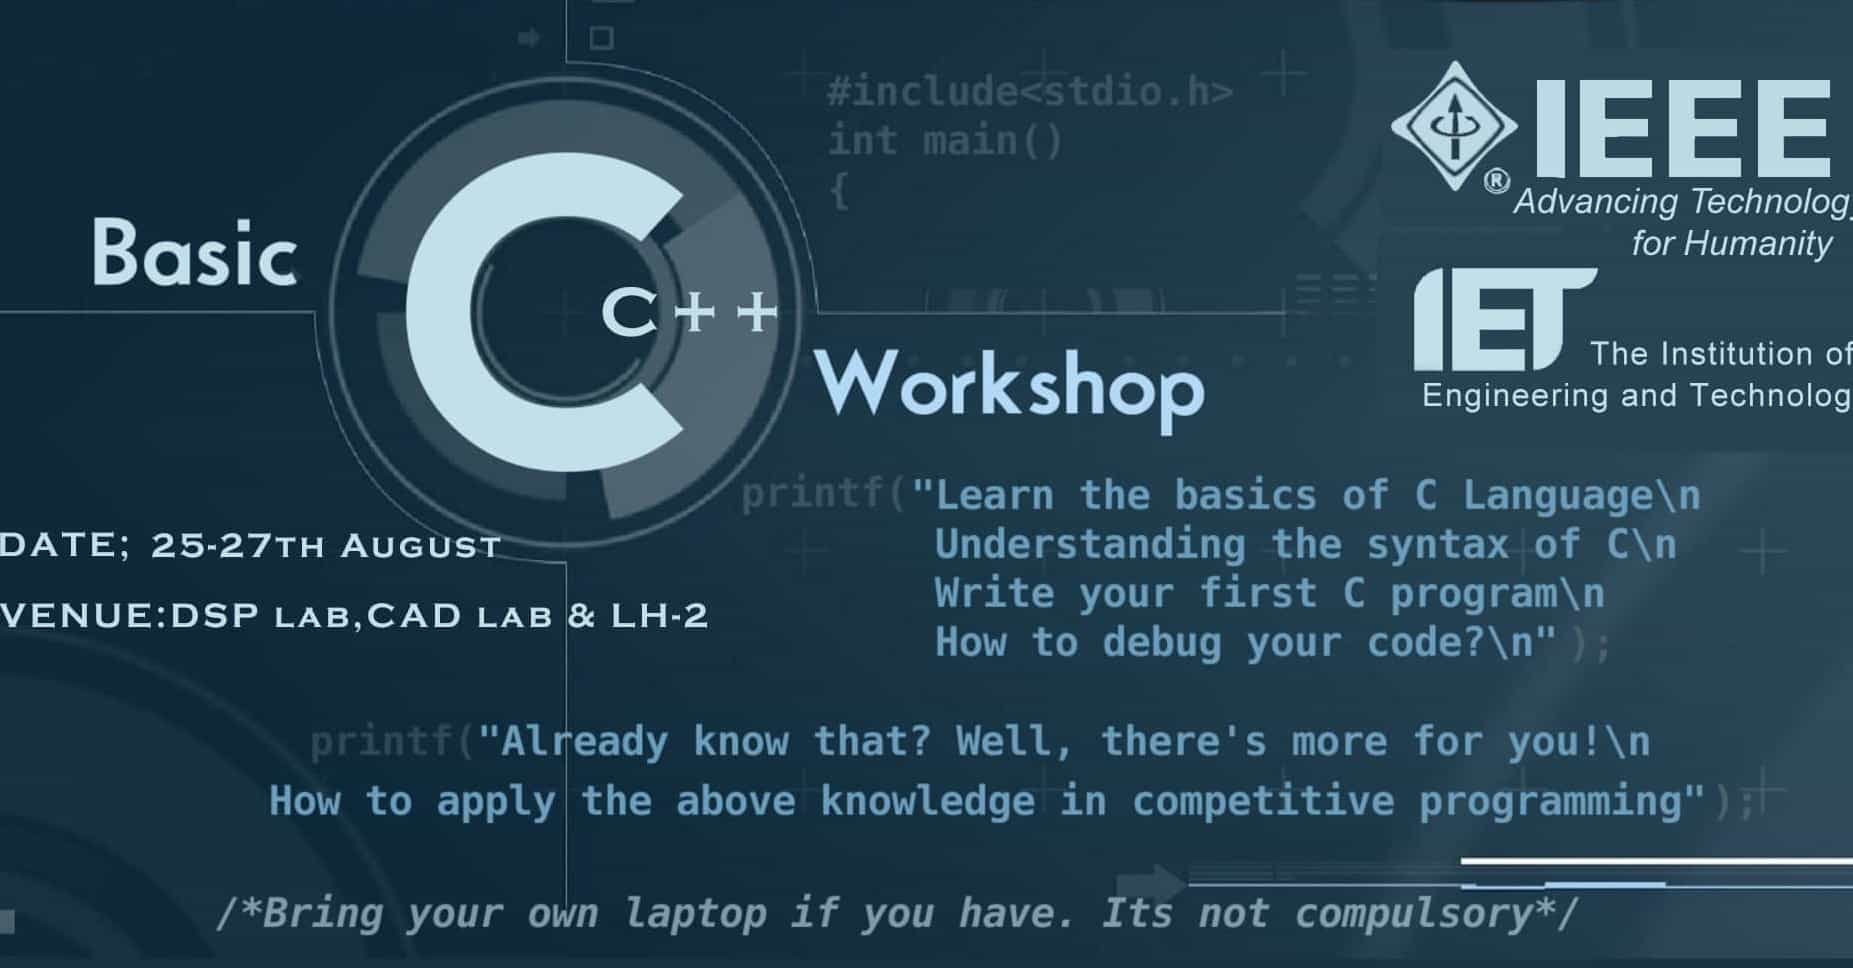 #include<stdio.h>
int main()
{
Basic
C
C++
Workshop
IEEE
®
Advancing Technology
for Humanity
IET
The Institution of
Engineering and Technolog
DATE; 25-27TH AUGUST
VENUE:DSP LAB,CAD LAB & LH-2
printf("Learn the basics of C Language\n
Understanding the syntax of C\n
Write your first C program\n
How to debug your code?\n");
printf("Already know that? Well, there's more for you!\n
How to apply the above knowledge in competitive programming");
/*Bring your own laptop if you have. Its not compulsory*/